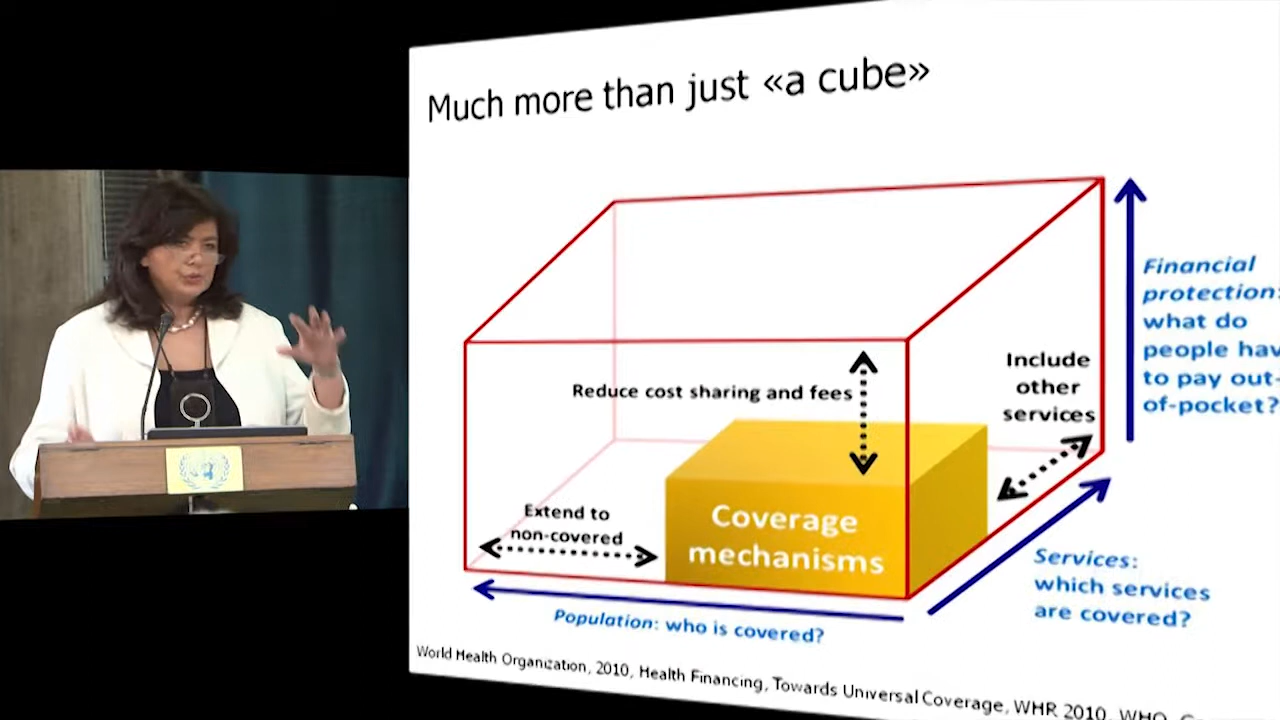 Much more than just «a cube»
Financial
protection:
what do
people hav
to pay out-
of-pocket?
Include
other
services
Reduce cost sharing and fees
Coverage
mechanisms
Extend to
non-covered
Services:
which services
are covered?
Population: who is covered?
World Health Organization, 2010, Health Financing, Towards Universal Coverage, WHR 2010, WHO,